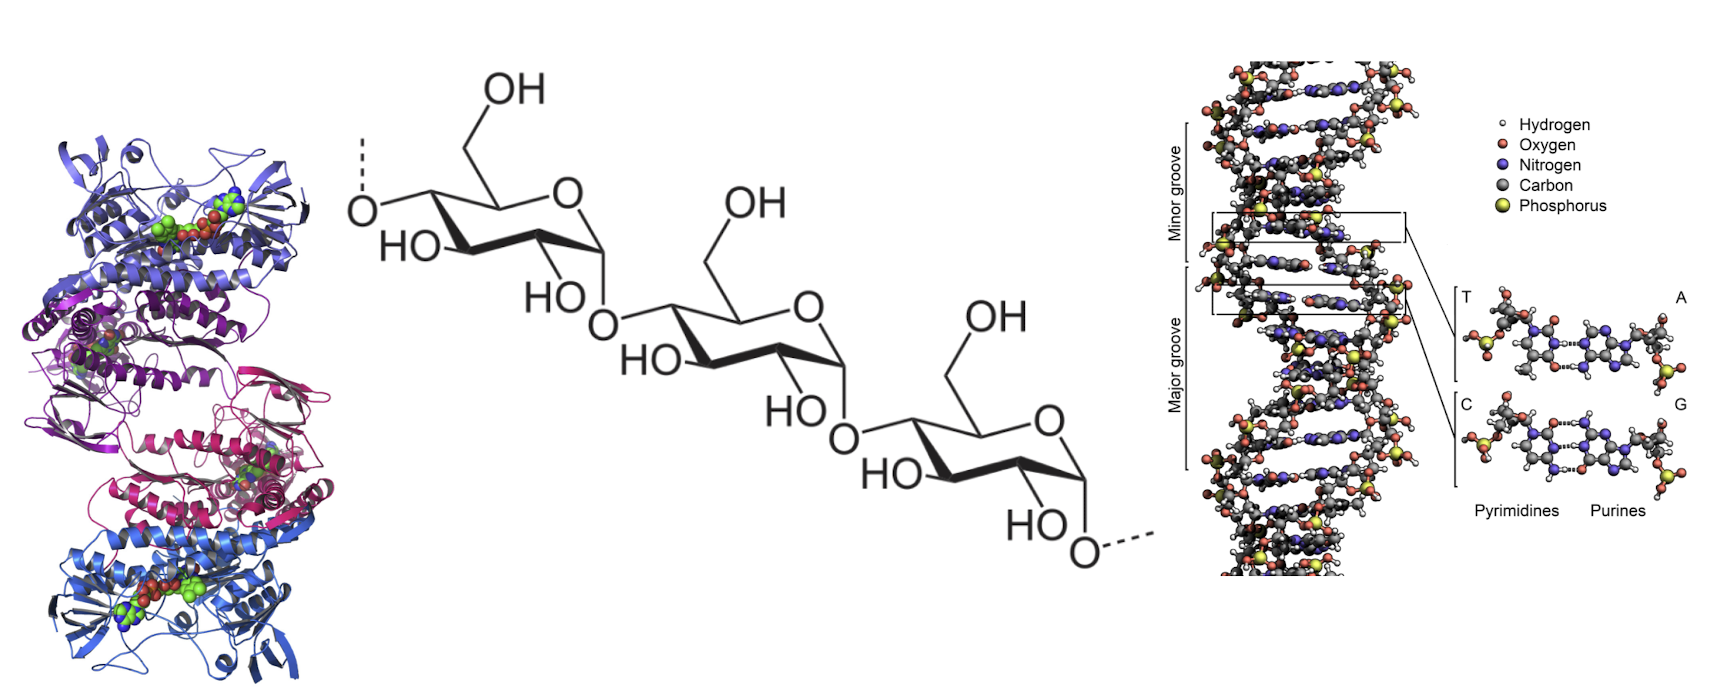 OH
O
O
HO
HO
OH
O
O
HO
HO
OH
O
O
HO
HO
O
Minor groove
Major groove
Hydrogen
Oxygen
Nitrogen
Carbon
Phosphorus
T A
C G
Pyrimidines Purines